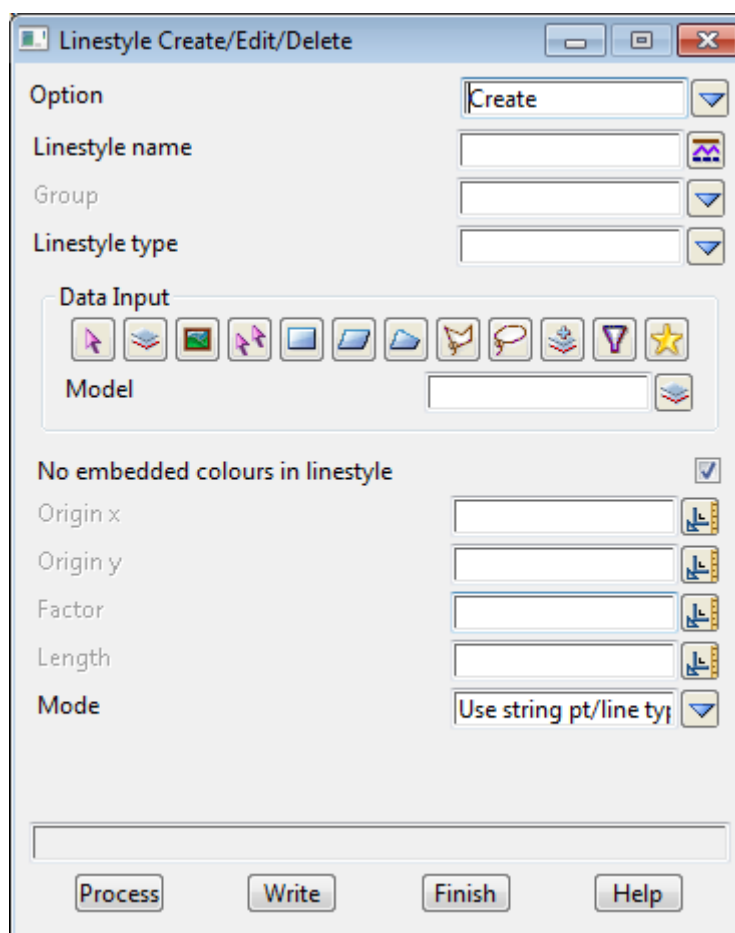 Linestyle Create/Edit/Delete
Option Create
Linestyle name
Group
Linestyle type
Data Input
Model
No embedded colours in linestyle
Origin x
Origin y
Factor
Length
Mode Use string pt/line typ
Process Write Finish Help